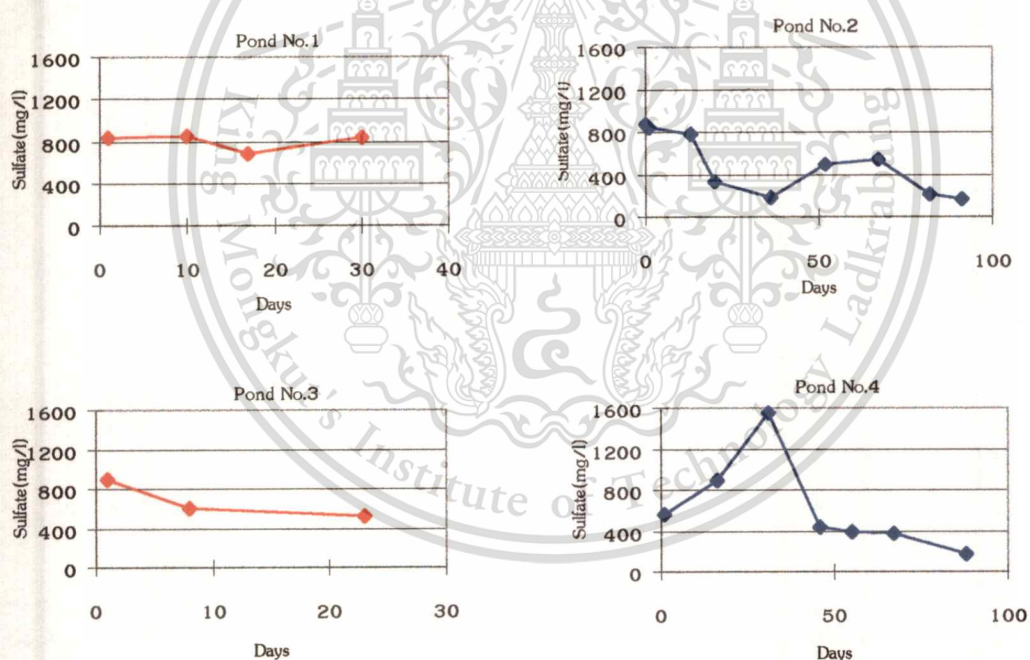 Pond No.1
Sulfate(mg/l)
1600
1200
800
400
0
0 10 20 30 40
Days
Pond No.2
Sulfate(mg/l)
1600
1200
800
400
0
0 50 100
Days
Pond No.3
Sulfate(mg/l)
1600
1200
800
400
0
0 10 20 30
Days
Pond No.4
Sulfate(mg/l)
1600
1200
800
400
0
0 50 100
Days
King Mongkut's Institute of Technology Ladkrabang